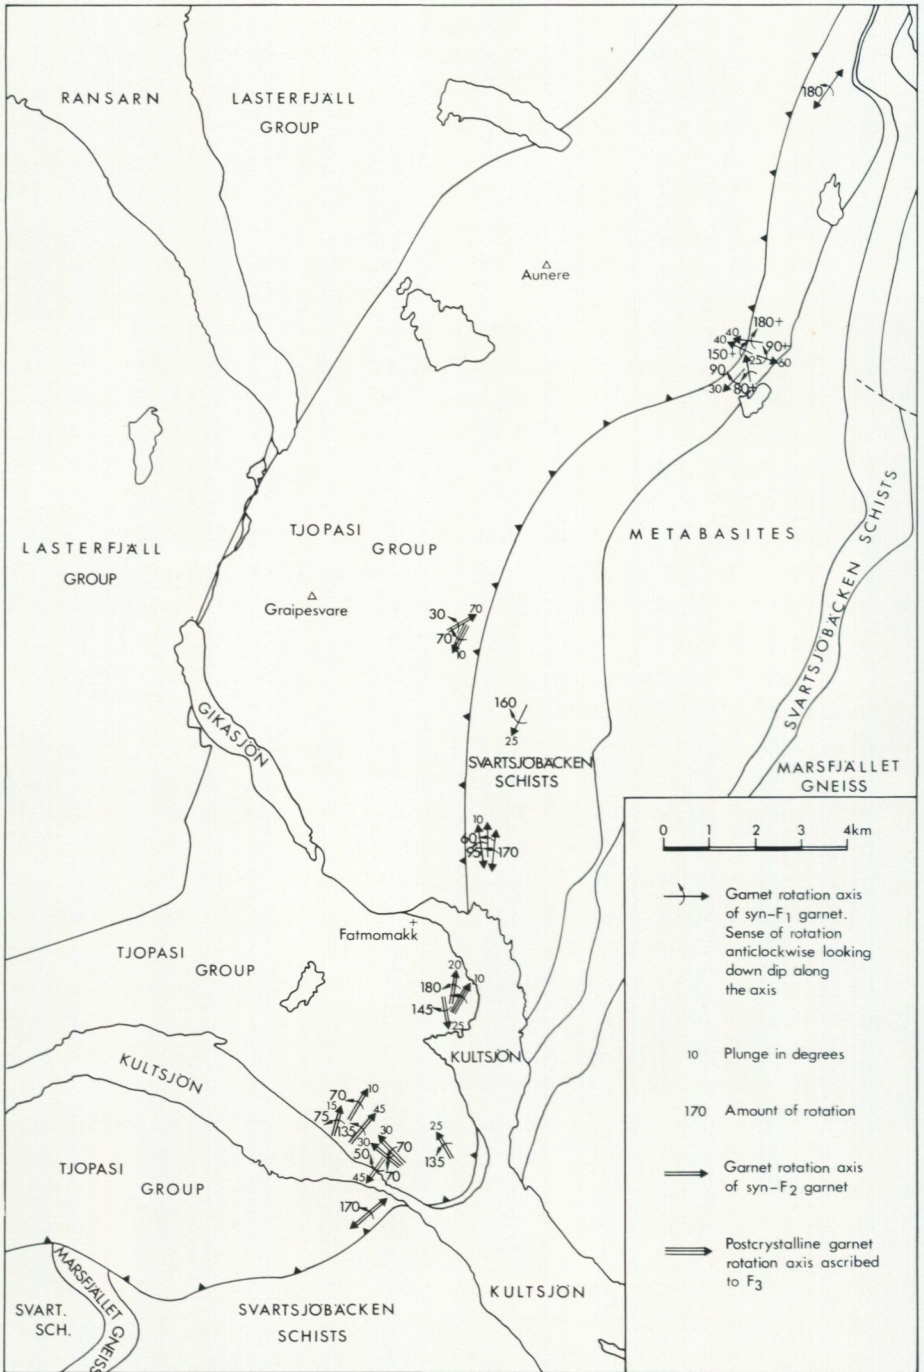 RANSARN
LASTERFJÄLL
GROUP
180
Aunere
180+
40
40
150+
90+
25
60
90
30
80+
LASTERFJÄLL
GROUP
TJOPASI
GROUP
METABASITES
SVARTSJÖBÄCKEN SCHISTS
Graipesvare
30
70
70
10
GIKASJÖN
160
25
SVARTSJÖBÄCKEN
SCHISTS
MARSFJÄLLET
GNEISS
10
95
170
Fatmomakk
TJOPASI
GROUP
20
180
10
145
25
KULTSJÖN
KULTSJÖN
70
10
15
75
45
135
30
30
70
50
45
70
25
135
170
TJOPASI
GROUP
MARSFJÄLLET GNEISS
SVART.
SCH.
SVARTSJÖBÄCKEN
SCHISTS
KULTSJÖN
0 1 2 3 4km
Garnet rotation axis
of syn-F1 garnet.
Sense of rotation
anticlockwise looking
down dip along
the axis
10 Plunge in degrees
170 Amount of rotation
Garnet rotation axis
of syn-F2 garnet
Postcrystalline garnet
rotation axis ascribed
to F3